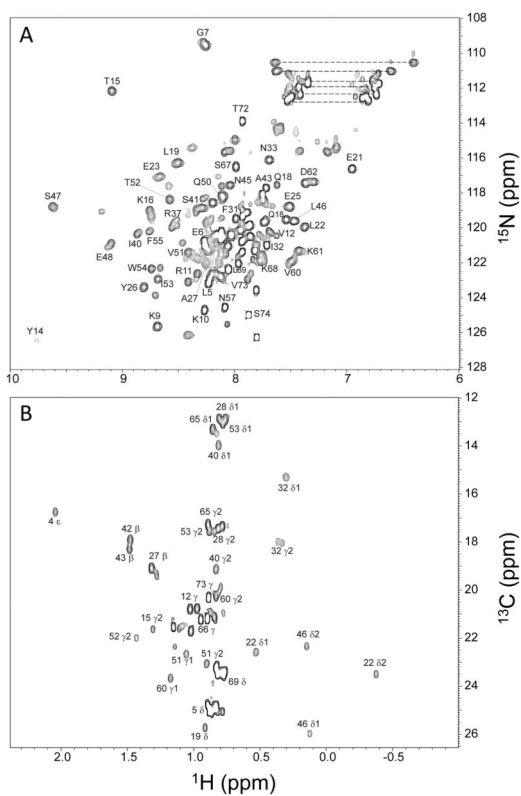 A
108
110
112
114
116
118
120
122
124
126
128
¹⁵N (ppm)
G7
T15
T72
L19
S67
N33
E23
T52
Q50
N45
A43
Q18
D62
E21
S47
K16
S41
F31
E25
R37
Q18
L46
E48
F55
E6
V12
L22
I40
V51
I32
K61
W54
R11
L69
K68
V60
Y26
I53
A27
L5
V73
K9
K10
N57
S74
Y14
10 9 8 7 6
B
12
14
16
18
20
22
24
26
¹³C (ppm)
28 δ1
65 δ1
53 δ1
40 δ1
32 δ1
4 ε
65 γ2
42 β
53 γ2
28 γ2
43 β
32 γ2
27 β
40 γ2
73 γ
12 γ
60 γ2
15 γ2
66 γ
52 γ2
51 γ1
51 γ2
22 δ1
46 δ2
60 γ1
69 δ
22 δ2
5 δ
19 δ
46 δ1
2.0 1.5 1.0 0.5 0.0 -0.5
¹H (ppm)